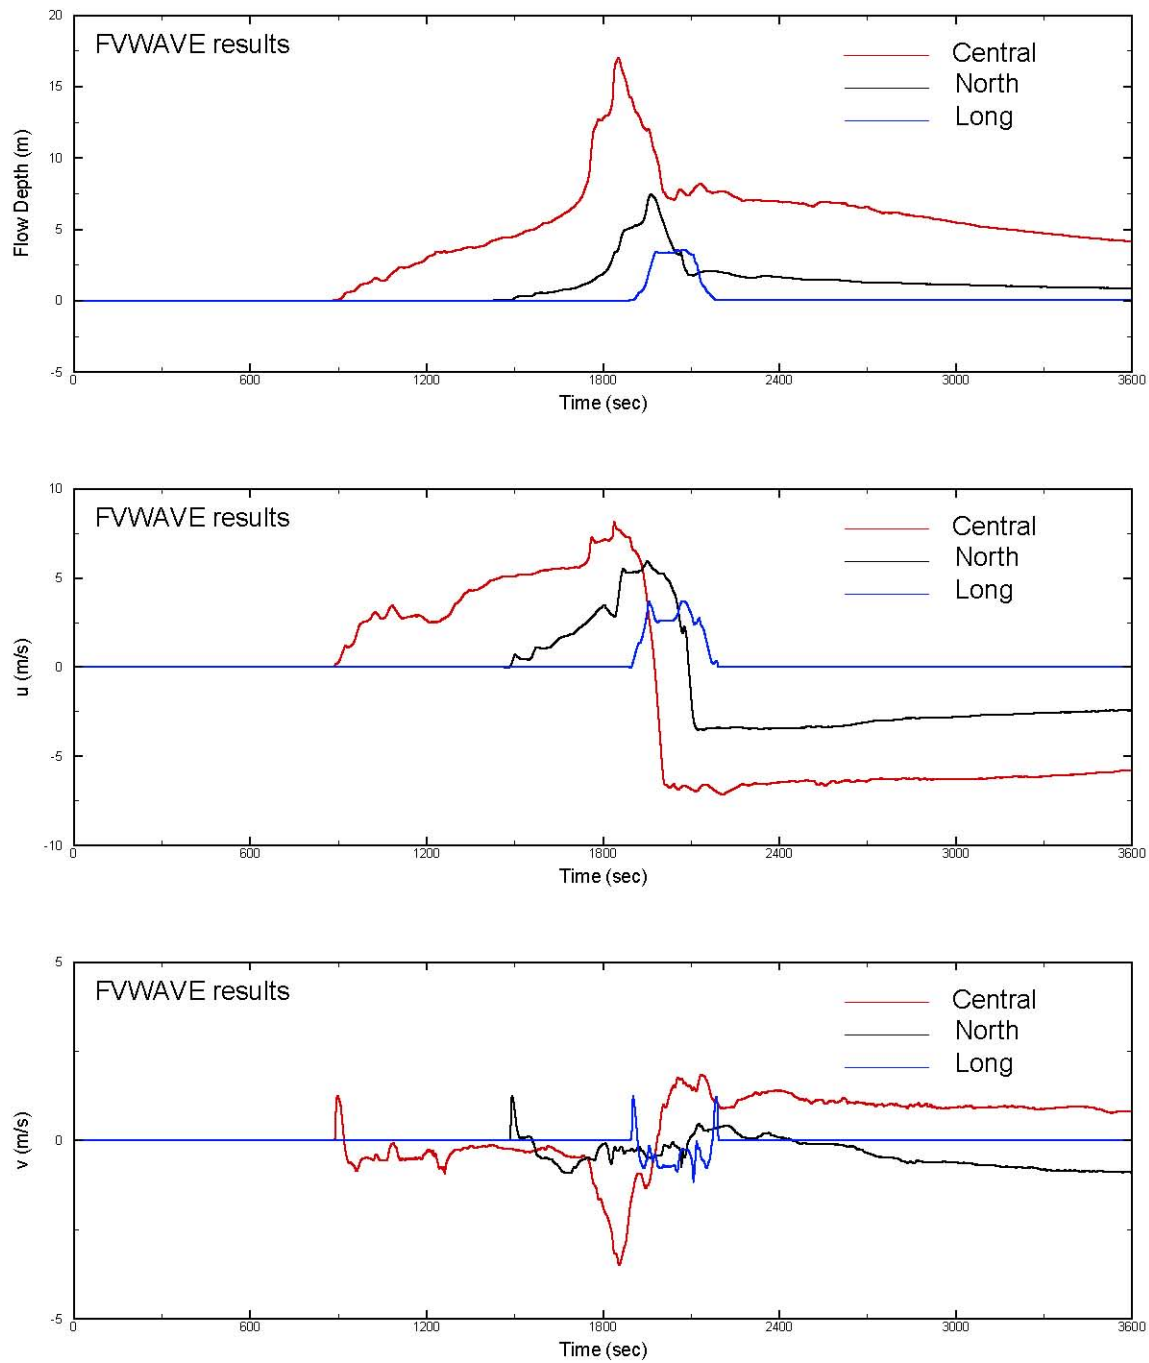 20
15
10
5
0
-5
Flow Depth (m)
FVWAVE results
Central
North
Long
0 600 1200 1800 2400 3000 3600
Time (sec)
10
5
0
-5
-10
u (m/s)
FVWAVE results
Central
North
Long
0 600 1200 1800 2400 3000 3600
Time (sec)
5
0
-5
v (m/s)
FVWAVE results
Central
North
Long
0 600 1200 1800 2400 3000 3600
Time (sec)